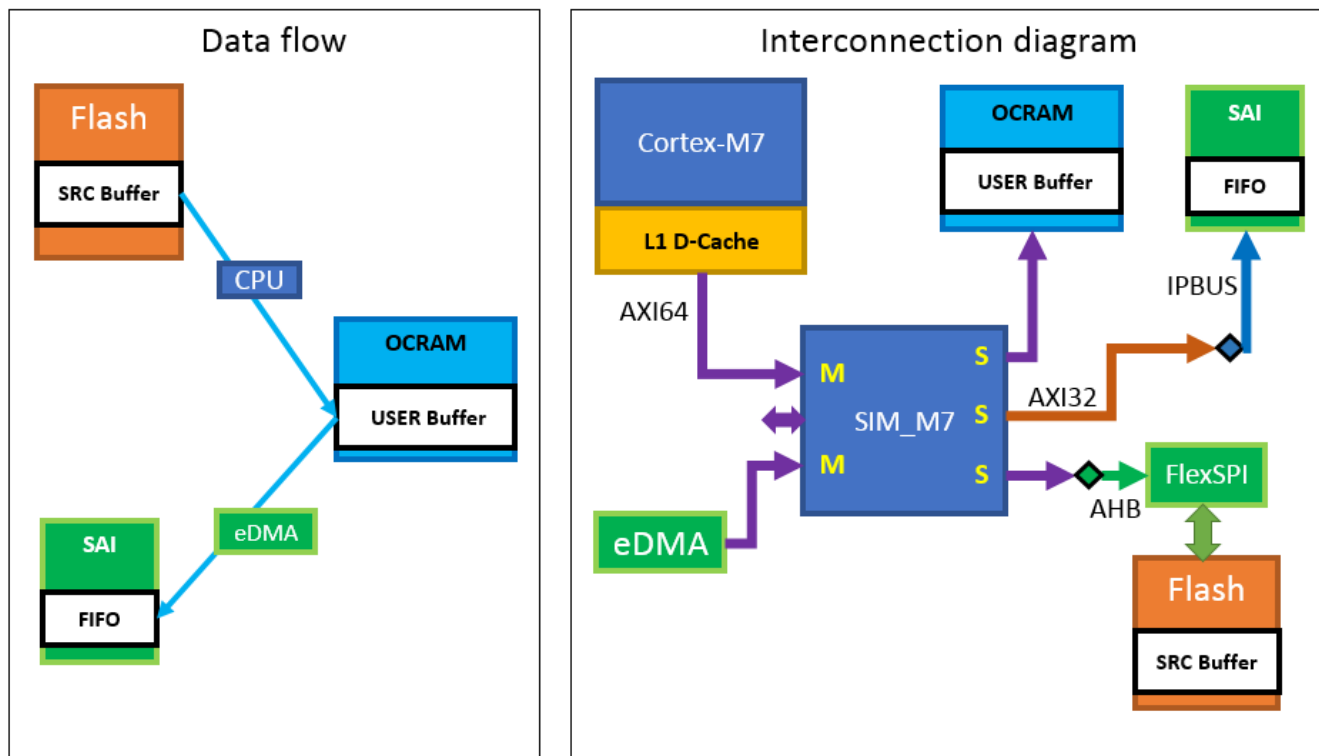 Data flow
Flash
SRC Buffer
CPU
OCRAM
USER Buffer
eDMA
SAI
FIFO
Interconnection diagram
Cortex-M7
L1 D-Cache
AXI64
OCRAM
USER Buffer
SAI
FIFO
IPBUS
M
S
AXI32
SIM_M7
S
M
S
eDMA
AHB
FlexSPI
Flash
SRC Buffer